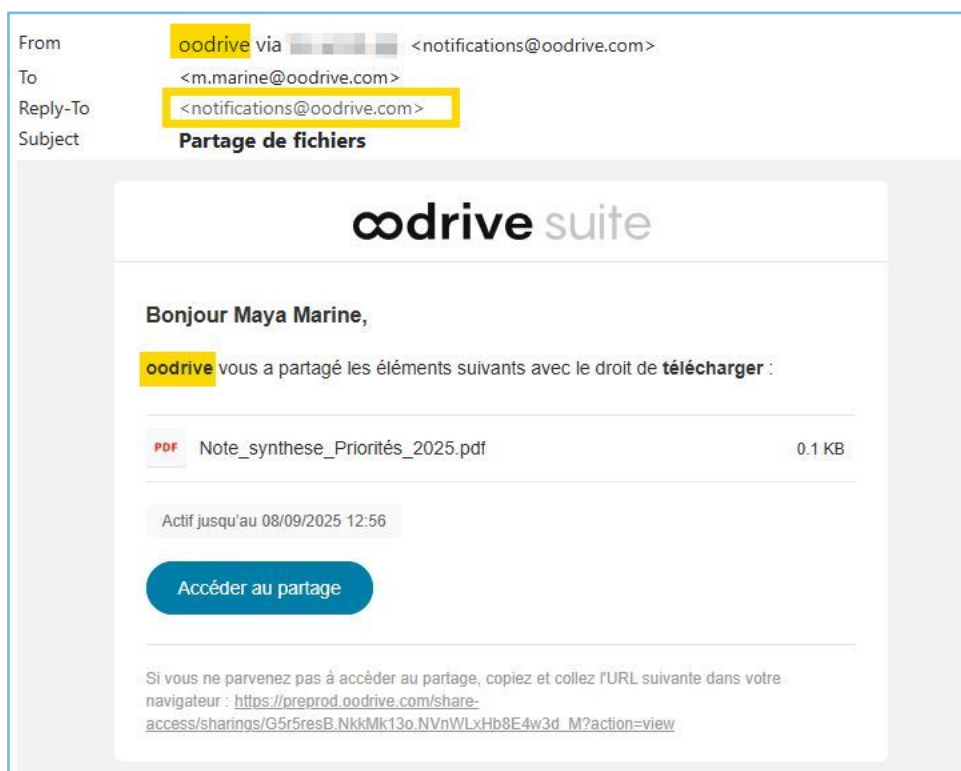 From oodrive via <notifications@oodrive.com>
To <m.marine@oodrive.com>
Reply-To <notifications@oodrive.com>
Subject Partage de fichiers
oodrive suite
Bonjour Maya Marine,
oodrive vous a partagé les éléments suivants avec le droit de télécharger :
PDF Note_synthese_Priorités_2025.pdf 0.1 KB
Actif jusqu'au 08/09/2025 12:56
Accéder au partage
Si vous ne parvenez pas à accéder au partage, copiez et collez l'URL suivante dans votre
navigateur : https://preprod.oodrive.com/share-
access/sharings/G5r5resB.NkkMk13o.NVnWLxHb8E4w3d_M?action=view